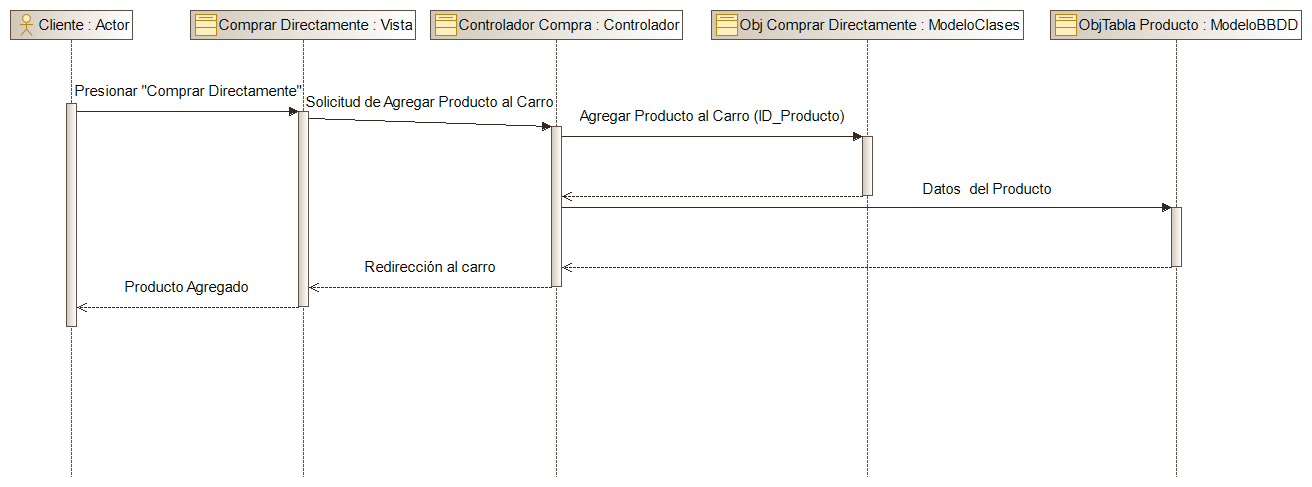 Cliente : Actor
Comprar Directamente : Vista
Controlador Compra : Controlador
Obj Comprar Directamente : ModeloClases
ObjTabla Producto : ModeloBBDD
Presionar "Comprar Directamente"
Solicitud de Agregar Producto al Carro
Agregar Producto al Carro (ID_Producto)
Datos  del Producto
Redirección al carro
Producto Agregado